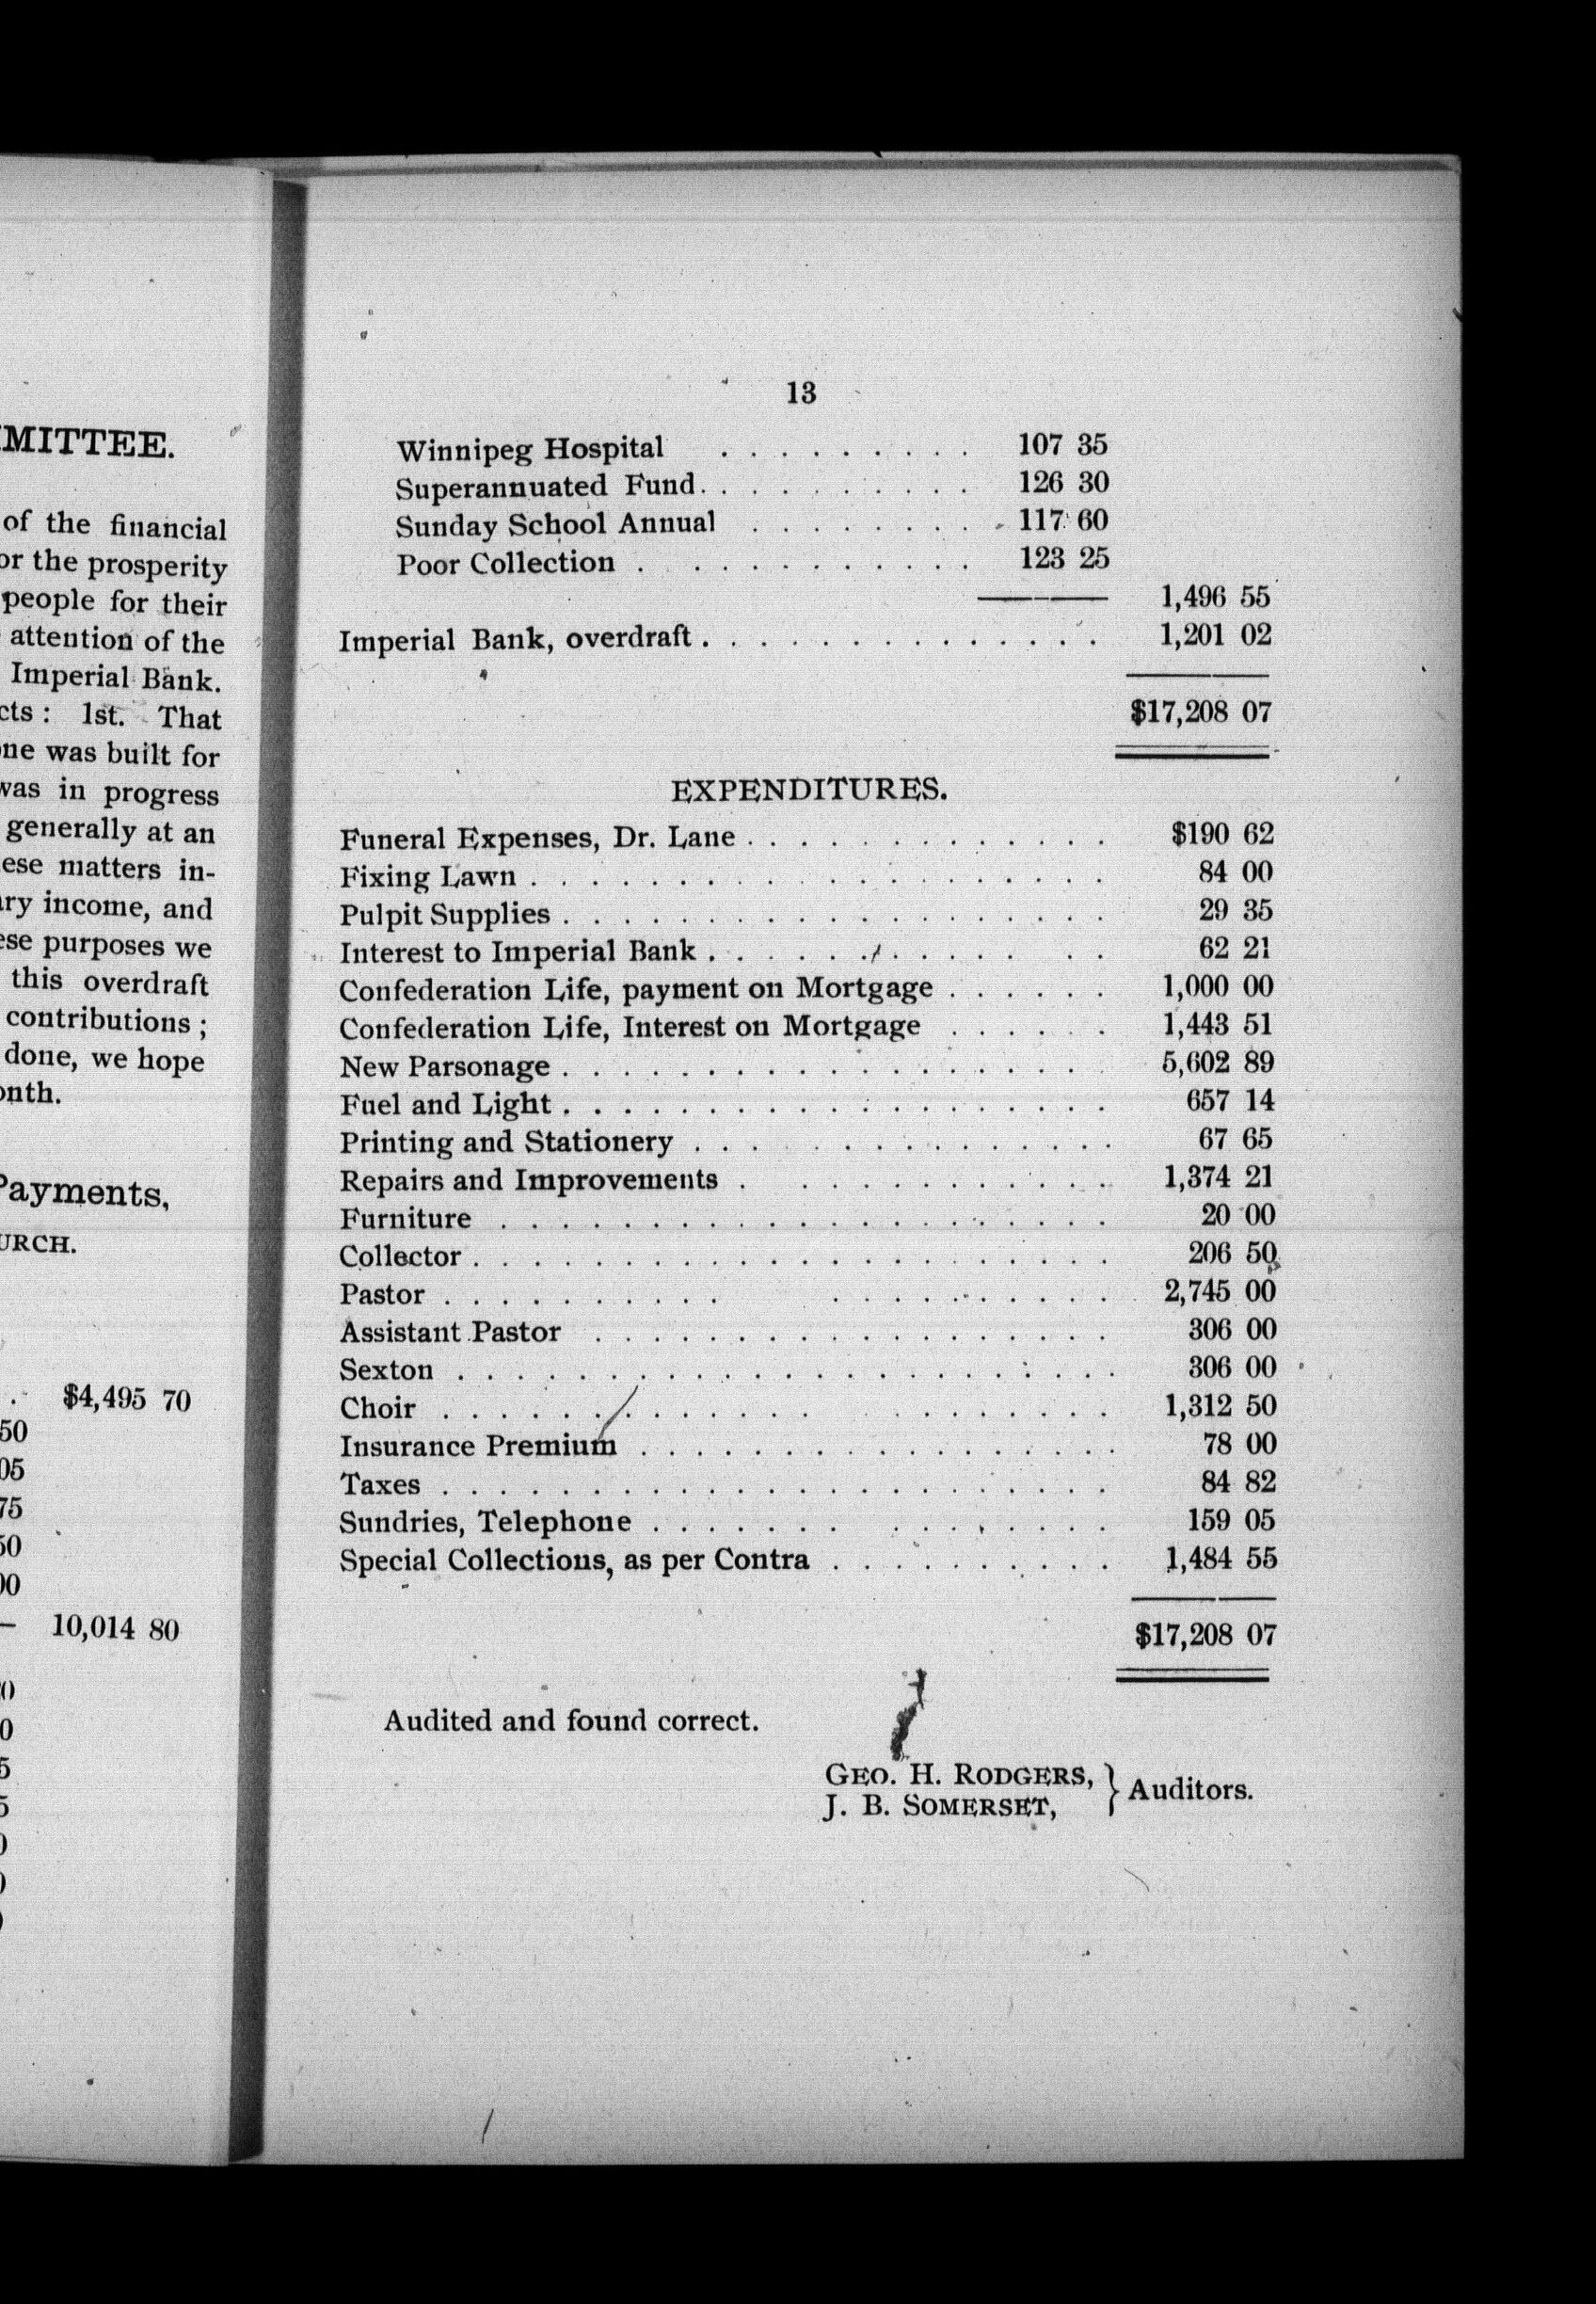 MMITTEE.
of the financial
or the prosperity
people for their
attention of the
Imperial Bank.
cts : 1st. That
one was built for
was in progress
generally at an
ese matters in-
ary income, and
ese purposes we
this overdraft
contributions ;
done, we hope
onth.
Payments,
URCH.
. $4,495 70
50
05
75
50
00
10,014 80
0
0
5
5
0
13
Winnipeg Hospital . . . . . . . . . 107 35
Superannuated Fund. . . . . . . . . . 126 30
Sunday School Annual . . . . . . . . . 117 60
Poor Collection . . . . . . . . . . . 123 25
1,496 55
Imperial Bank, overdraft . . . . . . . . . . . . . . 1,201 02
$17,208 07
EXPENDITURES.
Funeral Expenses, Dr. Lane . . . . . . . . . . . . . $190 62
Fixing Lawn . . . . . . . . . . . . . . . . . . . . 84 00
Pulpit Supplies . . . . . . . . . . . . . . . . . . . 29 35
Interest to Imperial Bank . . . . . . . . . . . . . 62 21
Confederation Life, payment on Mortgage . . . . . . 1,000 00
Confederation Life, Interest on Mortgage . . . . . . 1,443 51
New Parsonage . . . . . . . . . . . . . . . . . . 5,602 89
Fuel and Light . . . . . . . . . . . . . . . . . . . 657 14
Printing and Stationery . . . . . . . . . . . . . . . 67 65
Repairs and Improvements . . . . . . . . . . . . 1,374 21
Furniture . . . . . . . . . . . . . . . . . . . . . 20 00
Collector . . . . . . . . . . . . . . . . . . . . . . 206 50
Pastor . . . . . . . . . . . . . . . . . . . . 2,745 00
Assistant Pastor . . . . . . . . . . . . . . . . . . 306 00
Sexton . . . . . . . . . . . . . . . . . . . . . . . 306 00
Choir . . . . . . . . . . . . . . . . . . . . 1,312 50
Insurance Premium . . . . . . . . . . . . . . . . . 78 00
Taxes . . . . . . . . . . . . . . . . . . . . . . . 84 82
Sundries, Telephone . . . . . . . . . . . . . . . 159 05
Special Collections, as per Contra . . . . . . . . . . 1,484 55
$17,208 07
Audited and found correct.
GEO. H. RODGERS, } Auditors.
J. B. SOMERSET,